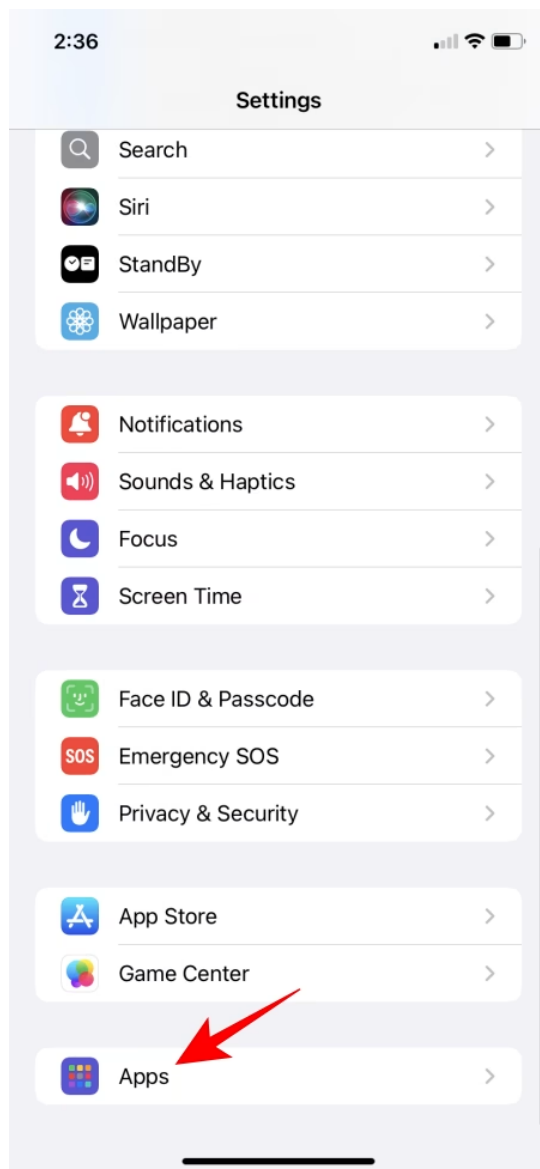 2:36
Settings
Search
Siri
StandBy
Wallpaper
Notifications
Sounds & Haptics
Focus
Screen Time
Face ID & Passcode
SOS
Emergency SOS
Privacy & Security
App Store
Game Center
Apps